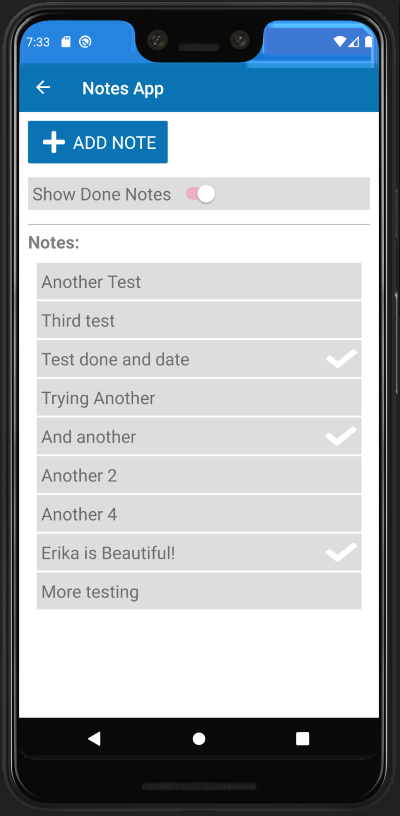 7:33
Notes App
ADD NOTE
Show Done Notes
Notes:
Another Test
Third test
Test done and date
Trying Another
And another
Another 2
Another 4
Erika is Beautiful!
More testing